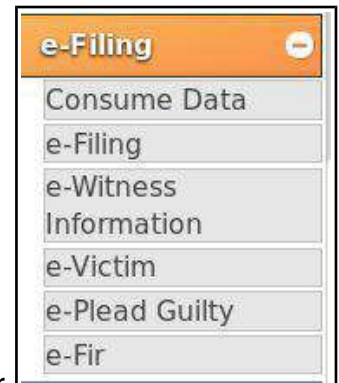 e-Filing
Consume Data
e-Filing
e-Witness
Information
e-Victim
e-Plead Guilty
e-Fir